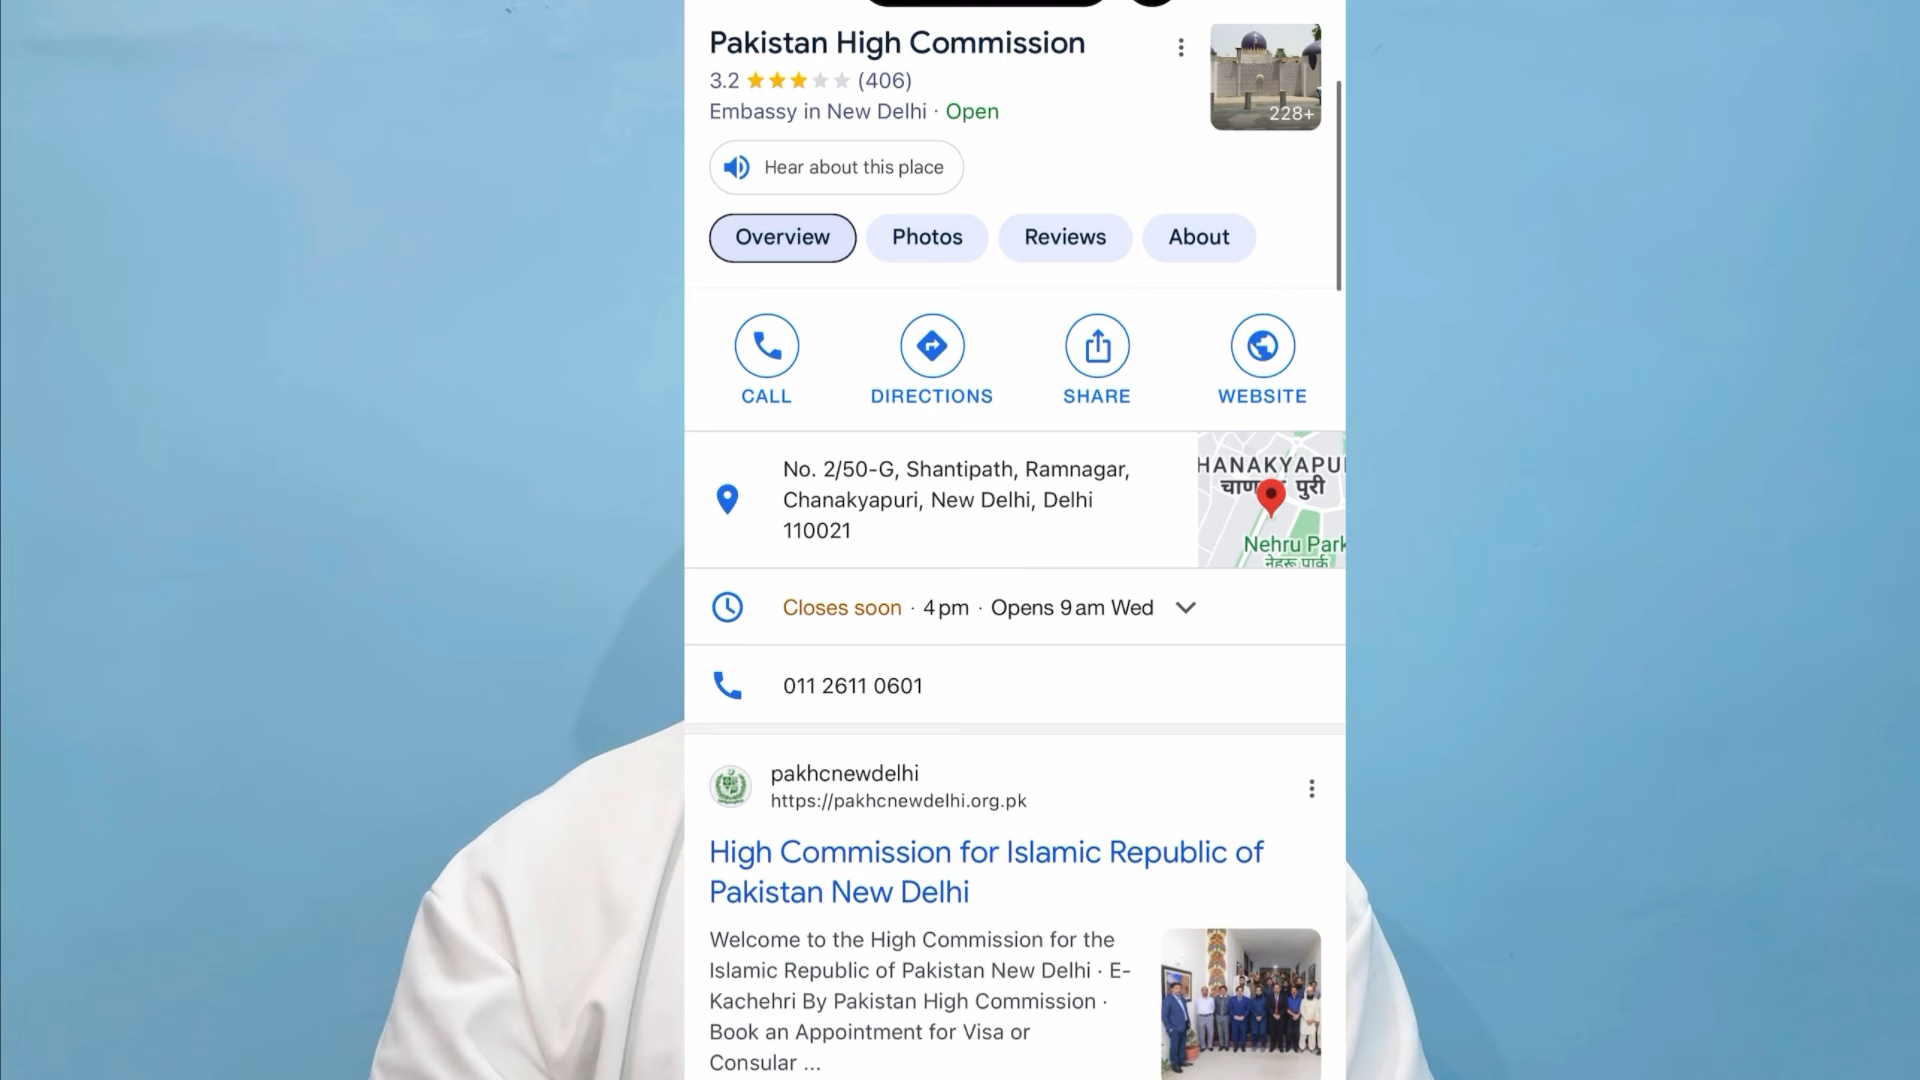 Pakistan High Commission
3.2 (406)
Embassy in New Delhi · Open
228+
Hear about this place
Overview
Photos
Reviews
About
CALL
DIRECTIONS
SHARE
WEBSITE
No. 2/50-G, Shantipath, Ramnagar,
Chanakyapuri, New Delhi, Delhi
110021
HANAKYAPU
चाण पुरी
Nehru Park
नेहरू पार्क
Closes soon · 4 pm · Opens 9 am Wed
011 2611 0601
pakhcnewdelhi
https://pakhcnewdelhi.org.pk
High Commission for Islamic Republic of
Pakistan New Delhi
Welcome to the High Commission for the
Islamic Republic of Pakistan New Delhi · E-
Kachehri By Pakistan High Commission ·
Book an Appointment for Visa or
Consular ...